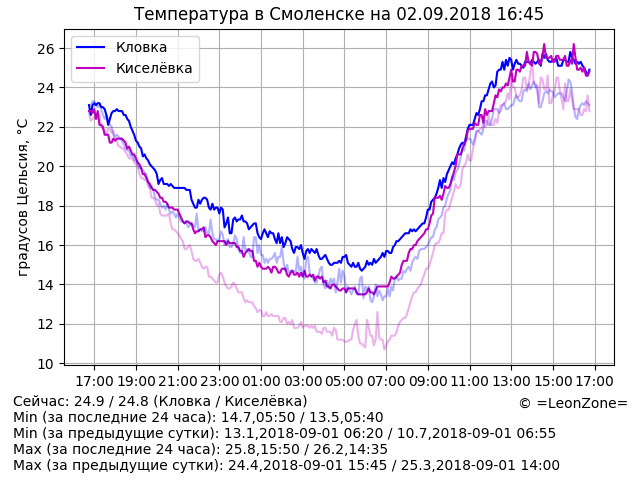 Температура в Смоленске на 02.09.2018 16:45
градусов Цельсия, °C
26
24
22
20
18
16
14
12
10
Кловка
Киселёвка
17:00 19:00 21:00 23:00 01:00 03:00 05:00 07:00 09:00 11:00 13:00 15:00 17:00
Сейчас: 24.9 / 24.8 (Кловка / Киселёвка)
© =LeonZone=
Min (за последние 24 часа): 14.7,05:50 / 13.5,05:40
Min (за предыдущие сутки): 13.1,2018-09-01 06:20 / 10.7,2018-09-01 06:55
Max (за последние 24 часа): 25.8,15:50 / 26.2,14:35
Max (за предыдущие сутки): 24.4,2018-09-01 15:45 / 25.3,2018-09-01 14:00